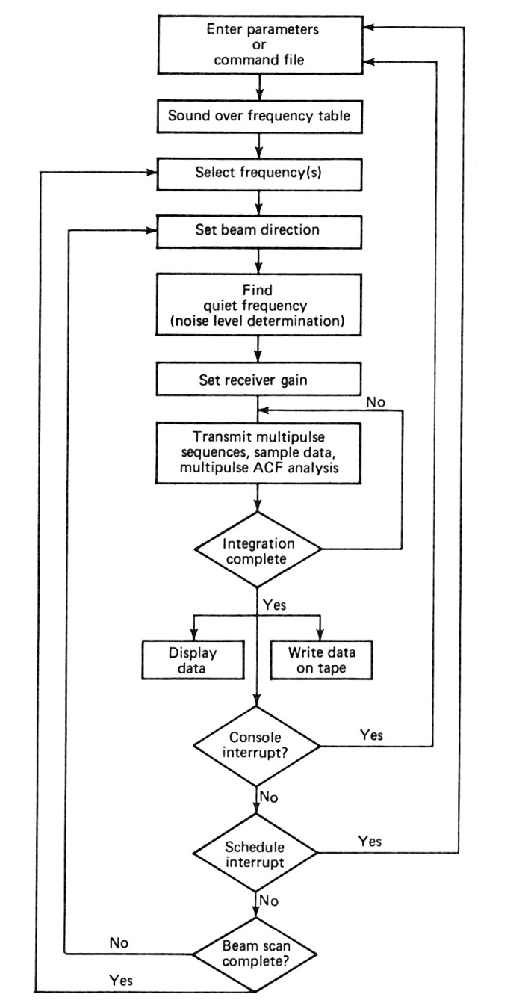 Enter parameters
or
command file
Sound over frequency table
Select frequency(s)
Set beam direction
Find
quiet frequency
(noise level determination)
Set receiver gain
No
Transmit multipulse
sequences, sample data,
multipulse ACF analysis
Integration
complete
Yes
Display
data
Write data
on tape
Console
interrupt?
Yes
No
Schedule
interrupt
Yes
No
Beam scan
complete?
No
Yes